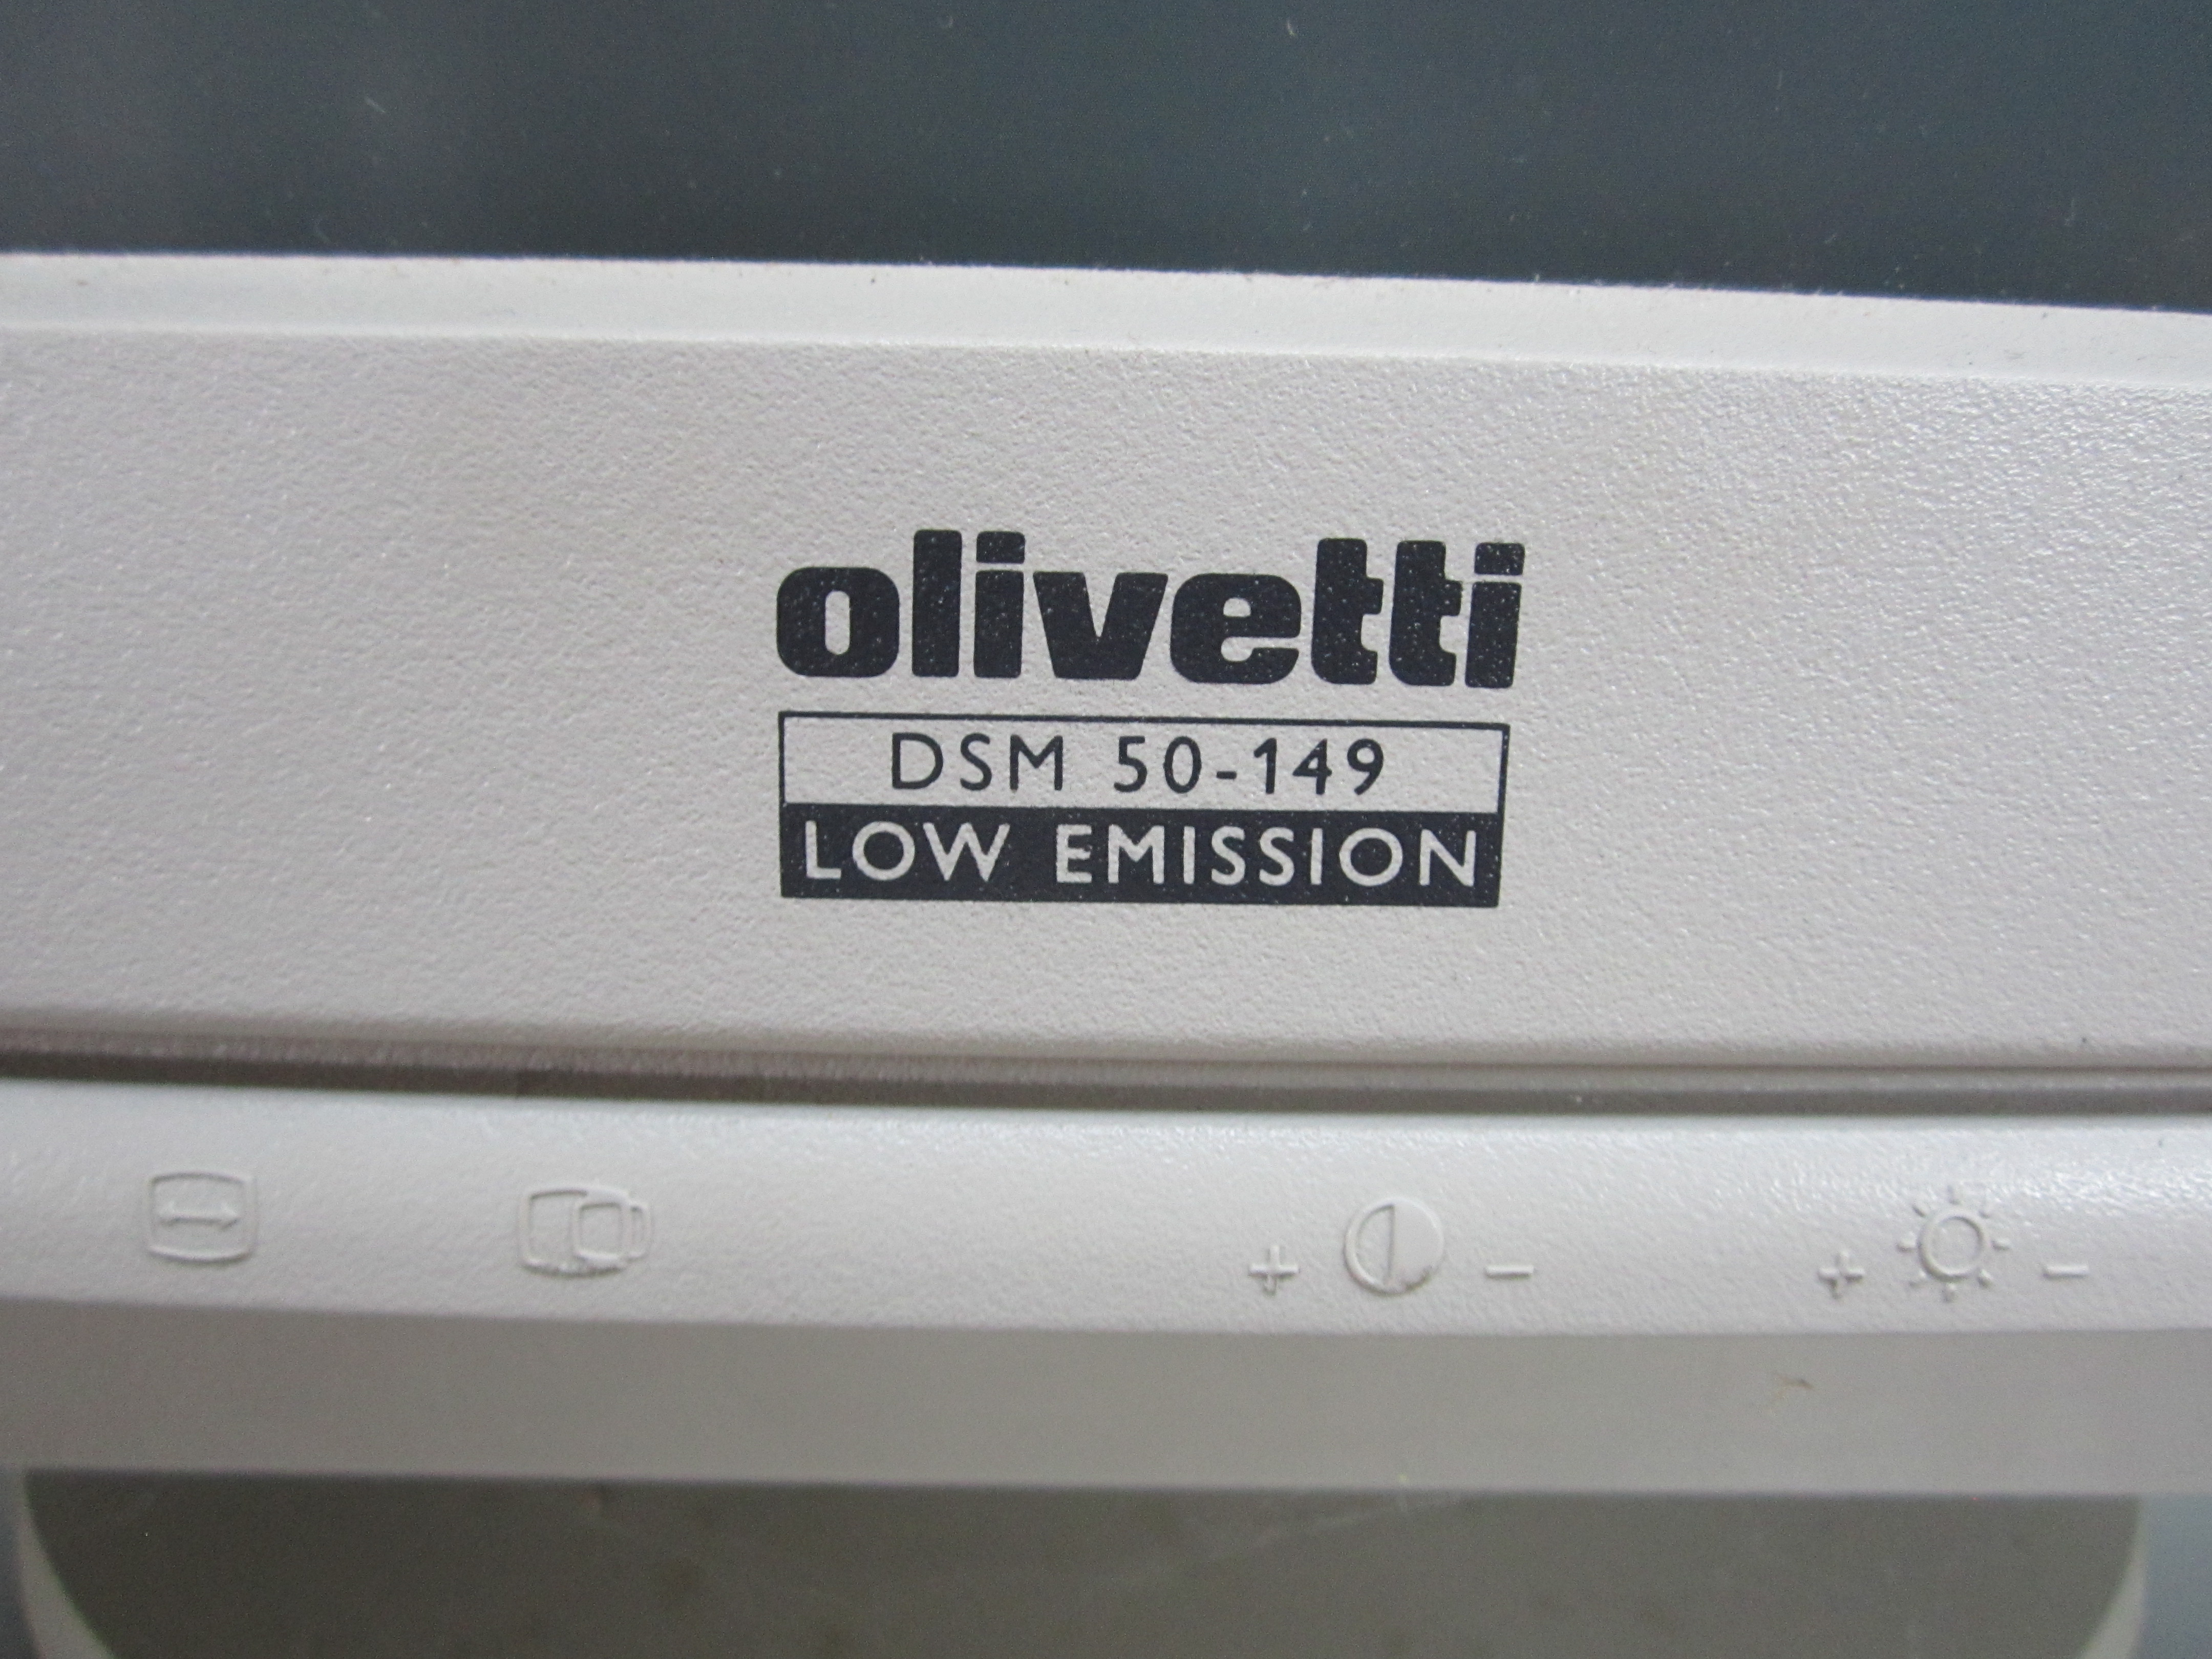 olivetti
DSM 50-149
LOW EMISSION
+ -
+ -